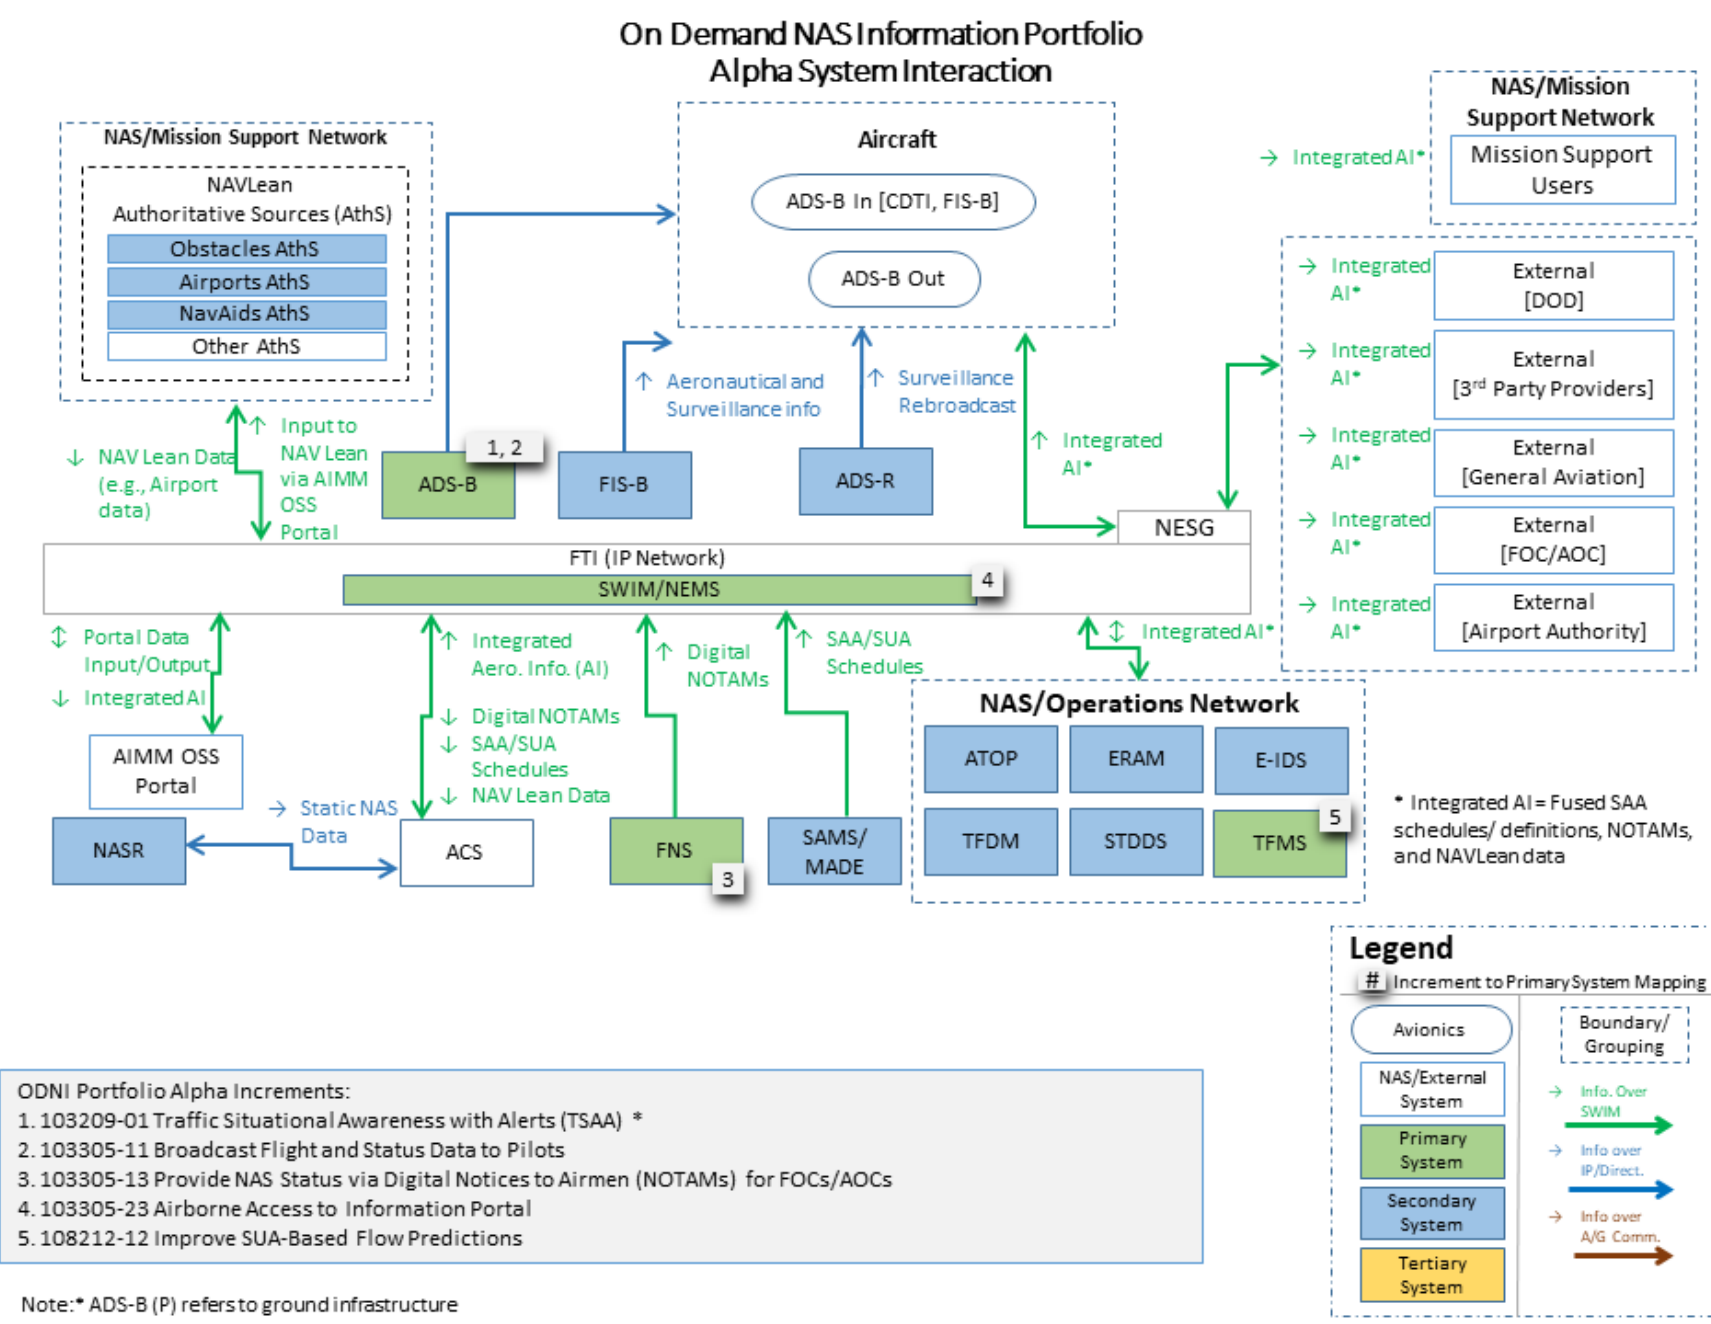 On Demand NAS Information Portfolio
Alpha System Interaction
NAS/Mission Support Network
NAVLean
Authoritative Sources (AthS)
Obstacles AthS
Airports AthS
NavAids AthS
Other AthS
Aircraft
ADS-B In [CDTI, FIS-B]
ADS-B Out
NAS/Mission
Support Network
→ Integrated AI*
Mission Support
Users
→ Integrated
AI*
External
[DOD]
→ Integrated
AI*
External
[3rd Party Providers]
→ Integrated
AI*
External
[General Aviation]
→ Integrated
AI*
External
[FOC/AOC]
→ Integrated
AI*
External
[Airport Authority]
↓ NAV Lean Data
(e.g., Airport
data)
↑ Input to
NAV Lean
via AIMM
OSS
Portal
↑ Aeronautical and
Surveillance info
↑ Surveillance
Rebroadcast
↑ Integrated
AI*
ADS-B
1, 2
FIS-B
ADS-R
NESG
FTI (IP Network)
SWIM/NEMS
4
↕ Portal Data
Input/Output
↓ Integrated AI
↑ Integrated
Aero. Info. (AI)
↓ Digital NOTAMs
↓ SAA/SUA
Schedules
↓ NAV Lean Data
↑ Digital
NOTAMs
↑ SAA/SUA
Schedules
↕ Integrated AI*
AIMM OSS
Portal
→ Static NAS
Data
NASR
ACS
FNS
3
SAMS/
MADE
NAS/Operations Network
ATOP
ERAM
E-IDS
TFDM
STDDS
TFMS
5
* Integrated AI = Fused SAA
schedules/ definitions, NOTAMs,
and NAVLean data
Legend
# Increment to Primary System Mapping
Avionics
NAS/External
System
Primary
System
Secondary
System
Tertiary
System
Boundary/
Grouping
→ Info. Over
SWIM
→ Info over
IP/Direct.
→ Info over
A/G Comm.
ODNI Portfolio Alpha Increments:
1. 103209-01 Traffic Situational Awareness with Alerts (TSAA) *
2. 103305-11 Broadcast Flight and Status Data to Pilots
3. 103305-13 Provide NAS Status via Digital Notices to Airmen (NOTAMs) for FOCs/AOCs
4. 103305-23 Airborne Access to Information Portal
5. 108212-12 Improve SUA-Based Flow Predictions
Note:* ADS-B (P) refers to ground infrastructure